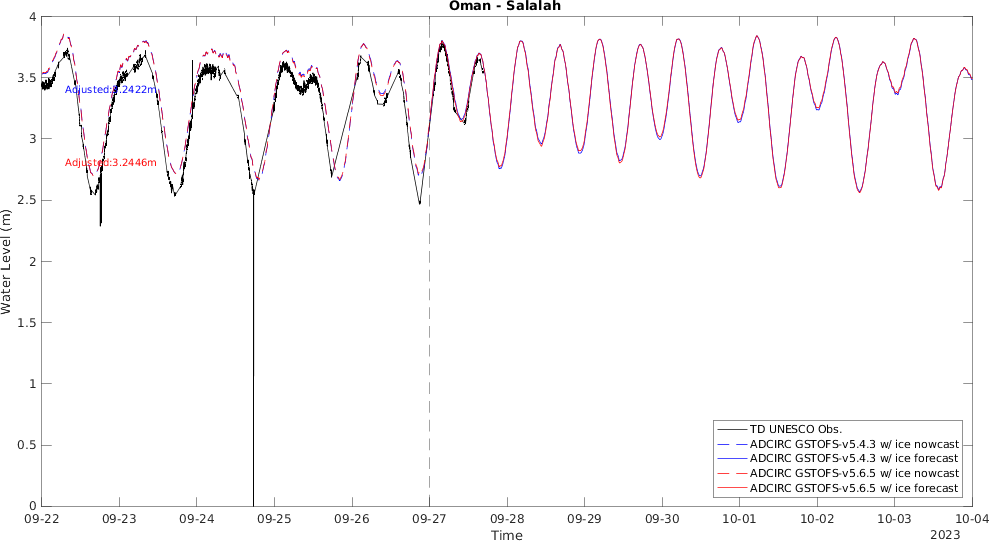 Oman - Salalah
4
3.5
3
2.5
2
1.5
1
0.5
0
Water Level (m)
Adjusted:3.2422m
Adjusted:3.2446m
TD UNESCO Obs.
ADCIRC GSTOFS-v5.4.3 w/ ice nowcast
ADCIRC GSTOFS-v5.4.3 w/ ice forecast
ADCIRC GSTOFS-v5.6.5 w/ ice nowcast
ADCIRC GSTOFS-v5.6.5 w/ ice forecast
09-22 09-23 09-24 09-25 09-26 09-27 09-28 09-29 09-30 10-01 10-02 10-03 10-04
Time
2023